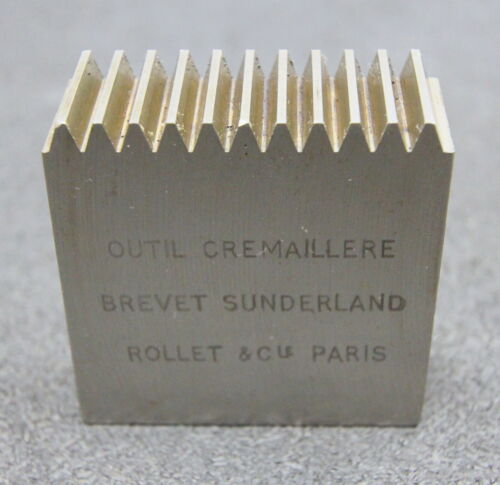 OUTIL CREMAILLERE
BREVET SUNDERLAND
ROLLET & CIE PARIS